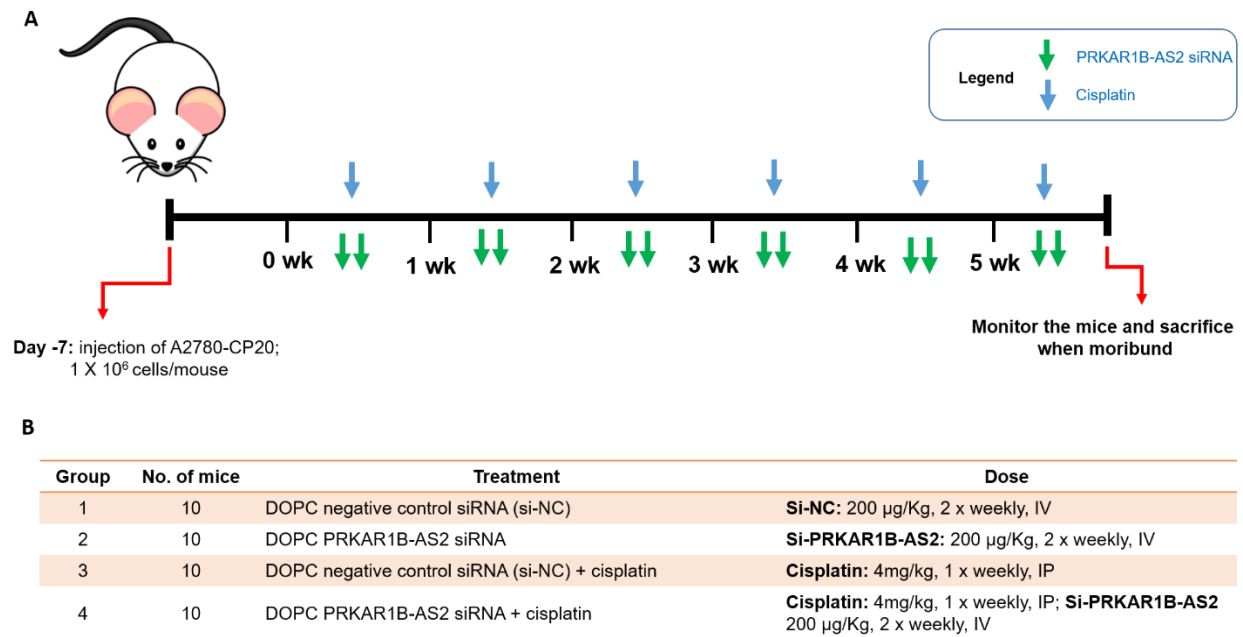 A
Legend
PRKAR1B-AS2 siRNA
Cisplatin
0 wk
1 wk
2 wk
3 wk
4 wk
5 wk
Day -7: injection of A2780-CP20;
1 X 10⁶ cells/mouse
Monitor the mice and sacrifice
when moribund
B
Group No. of mice Treatment Dose
1 10 DOPC negative control siRNA (si-NC) Si-NC: 200 µg/Kg, 2 x weekly, IV
2 10 DOPC PRKAR1B-AS2 siRNA Si-PRKAR1B-AS2: 200 µg/Kg, 2 x weekly, IV
3 10 DOPC negative control siRNA (si-NC) + cisplatin Cisplatin: 4mg/kg, 1 x weekly, IP
4 10 DOPC PRKAR1B-AS2 siRNA + cisplatin Cisplatin: 4mg/kg, 1 x weekly, IP; Si-PRKAR1B-AS2
200 µg/Kg, 2 x weekly, IV